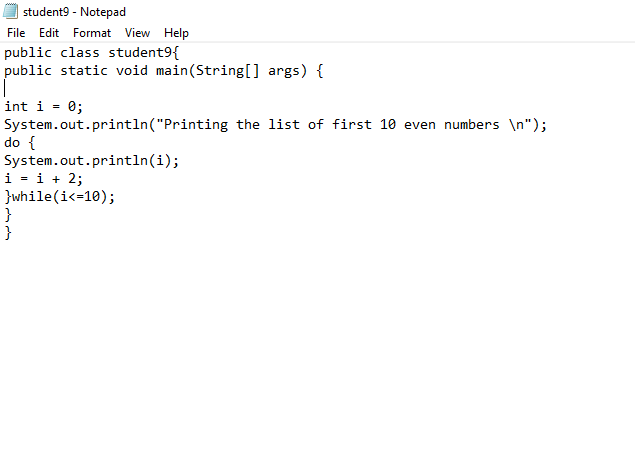 student9 - Notepad
File Edit Format View Help
public class student9{
public static void main(String[] args) {
int i = 0;
System.out.println("Printing the list of first 10 even numbers \n");
do {
System.out.println(i);
i = i + 2;
}while(i<=10);
}
}